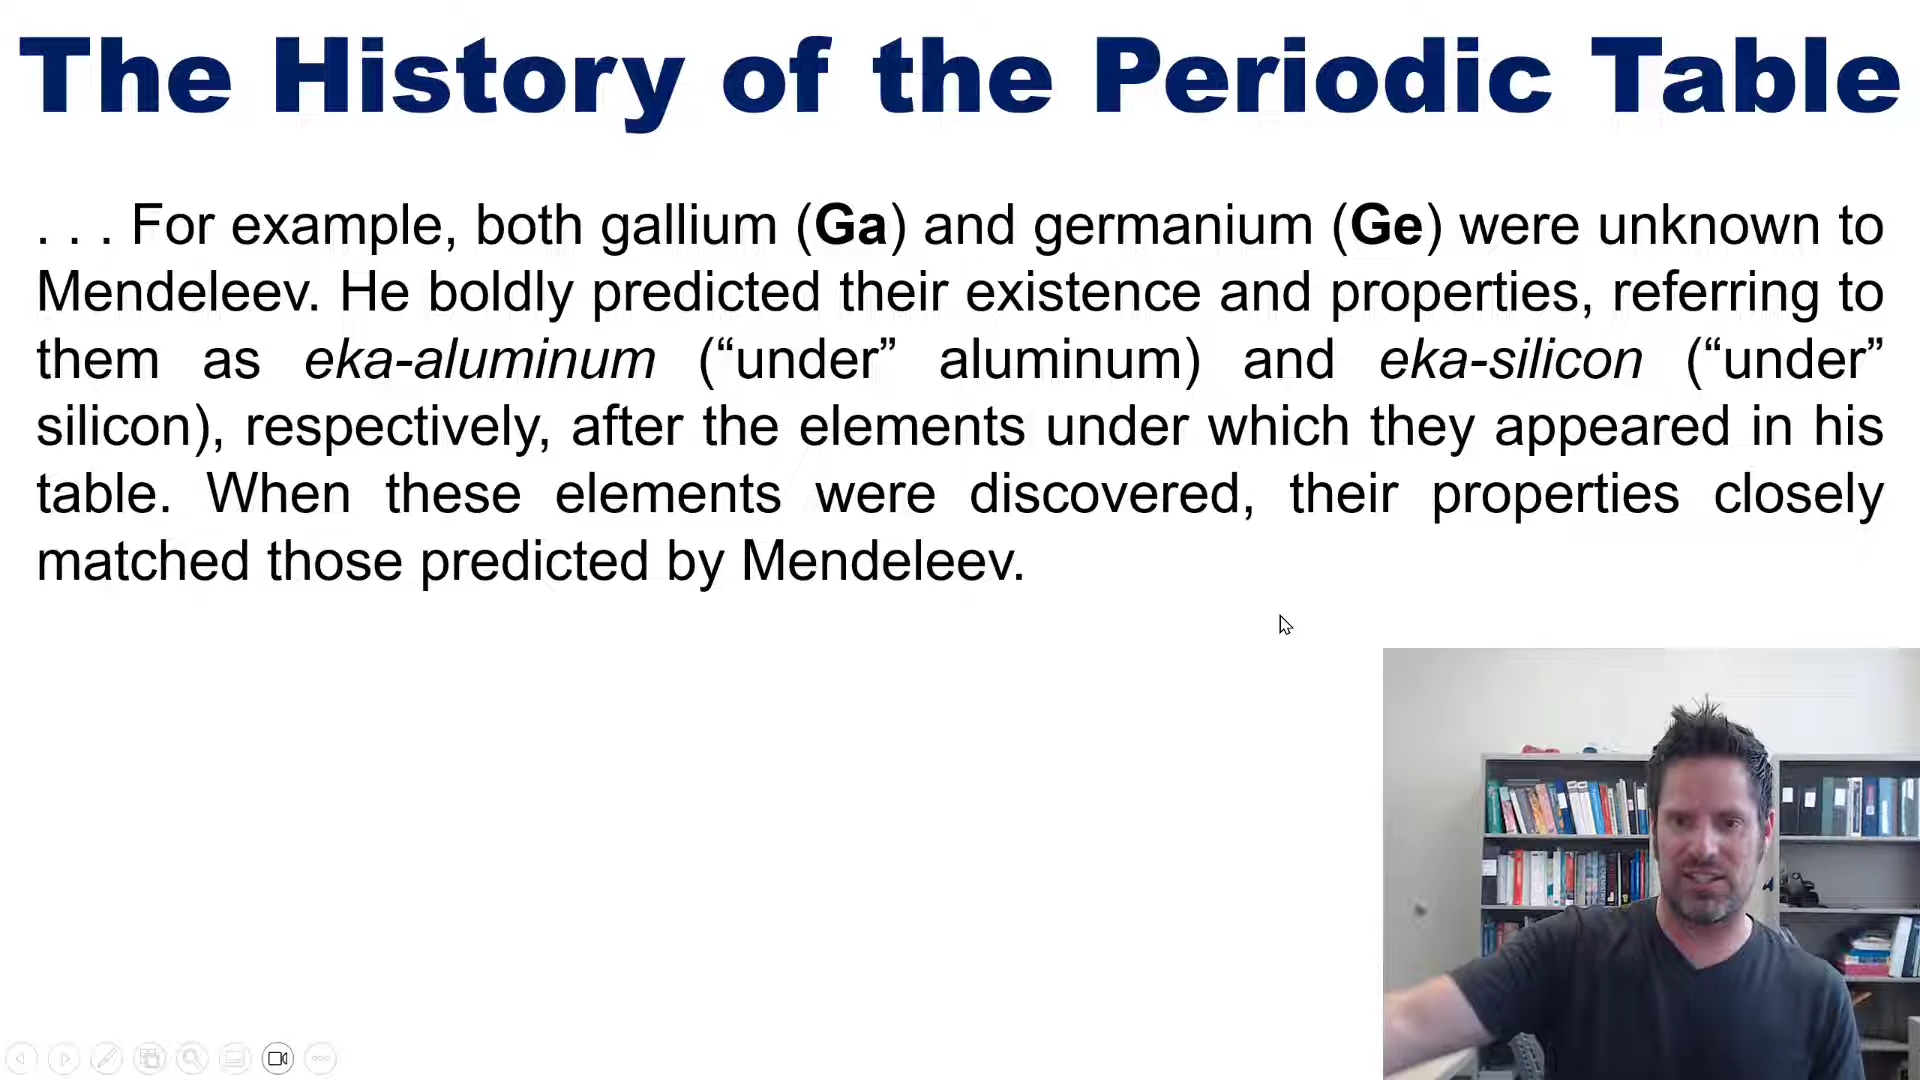 The History of the Periodic Table
. . . For example, both gallium (Ga) and germanium (Ge) were unknown to
Mendeleev. He boldly predicted their existence and properties, referring to
them as eka-aluminum (“under” aluminum) and eka-silicon (“under”
silicon), respectively, after the elements under which they appeared in his
table. When these elements were discovered, their properties closely
matched those predicted by Mendeleev.